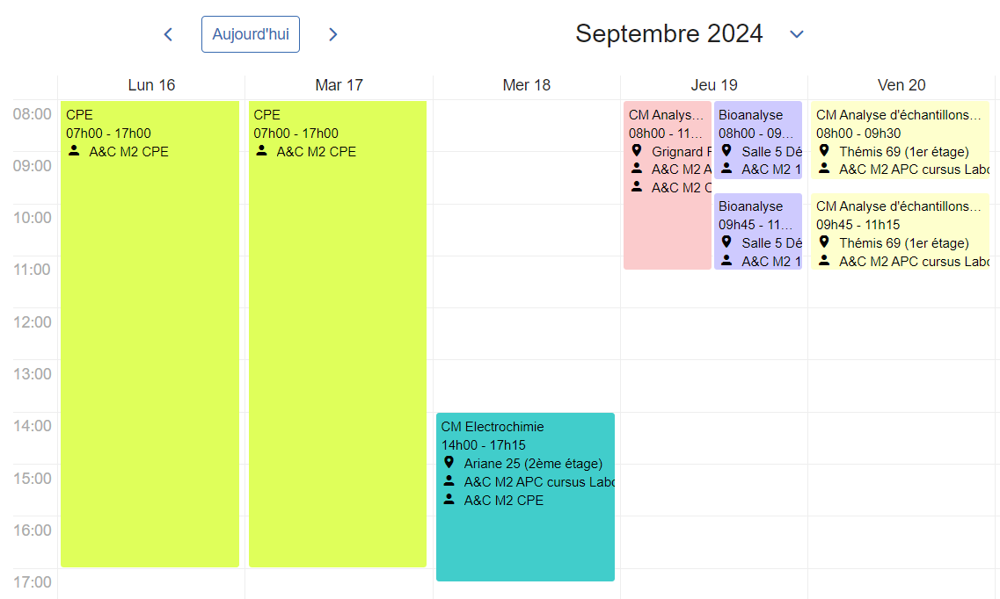 Aujourd'hui
Septembre 2024
Lun 16
Mar 17
Mer 18
Jeu 19
Ven 20
08:00
09:00
10:00
11:00
12:00
13:00
14:00
15:00
16:00
17:00
CPE
07h00 - 17h00
A&C M2 CPE
CPE
07h00 - 17h00
A&C M2 CPE
CM Electrochimie
14h00 - 17h15
Ariane 25 (2ème étage)
A&C M2 APC cursus Labo
A&C M2 CPE
CM Analys...
08h00 - 11...
Grignard
A&C M2 A
A&C M2 C
Bioanalyse
08h00 - 09...
Salle 5 Dé
A&C M2 1
Bioanalyse
09h45 - 11...
Salle 5 Dé
A&C M2 1
CM Analyse d'échantillons...
08h00 - 09h30
Thémis 69 (1er étage)
A&C M2 APC cursus Labo
CM Analyse d'échantillons...
09h45 - 11h15
Thémis 69 (1er étage)
A&C M2 APC cursus Labo